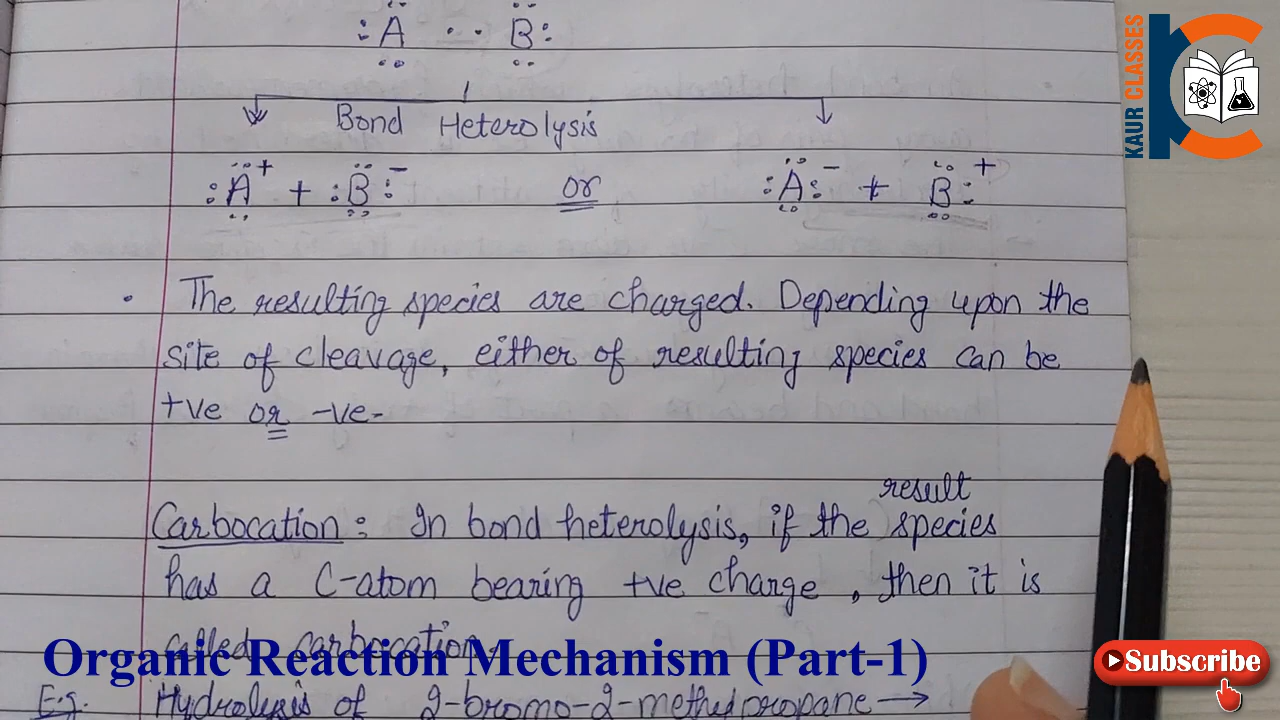 :A ·· B:
Bond Heterolysis
:A+ + :B:- or :A:- + B:+
. The resulting species are charged. Depending upon the
site of cleavage, either of resulting species can be
+ve or -ve-
result
Carbocation: In bond heterolysis, if the species
has a C-atom bearing +ve charge, then it is
called carbocation.
E.g. Hydrolysis of 2-bromo-2-methylpropane →
Organic Reaction Mechanism (Part-1)
KAUR CLASSES
Subscribe